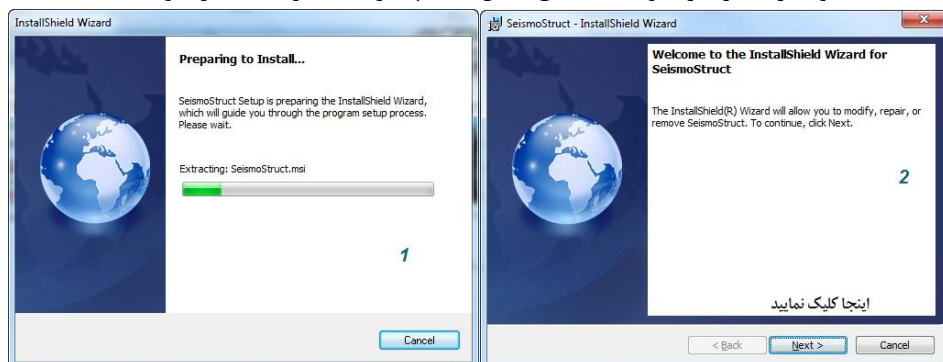 InstallShield Wizard
Preparing to Install...
SeismoStruct Setup is preparing the InstallShield Wizard,
which will guide you through the program setup process.
Please wait.
Extracting: SeismoStruct.msi
1
Cancel
SeismoStruct - InstallShield Wizard
Welcome to the InstallShield Wizard for
SeismoStruct
The InstallShield(R) Wizard will allow you to modify, repair, or
remove SeismoStruct. To continue, click Next.
2
اینجا کلیک نمایید
< Back
Next >
Cancel